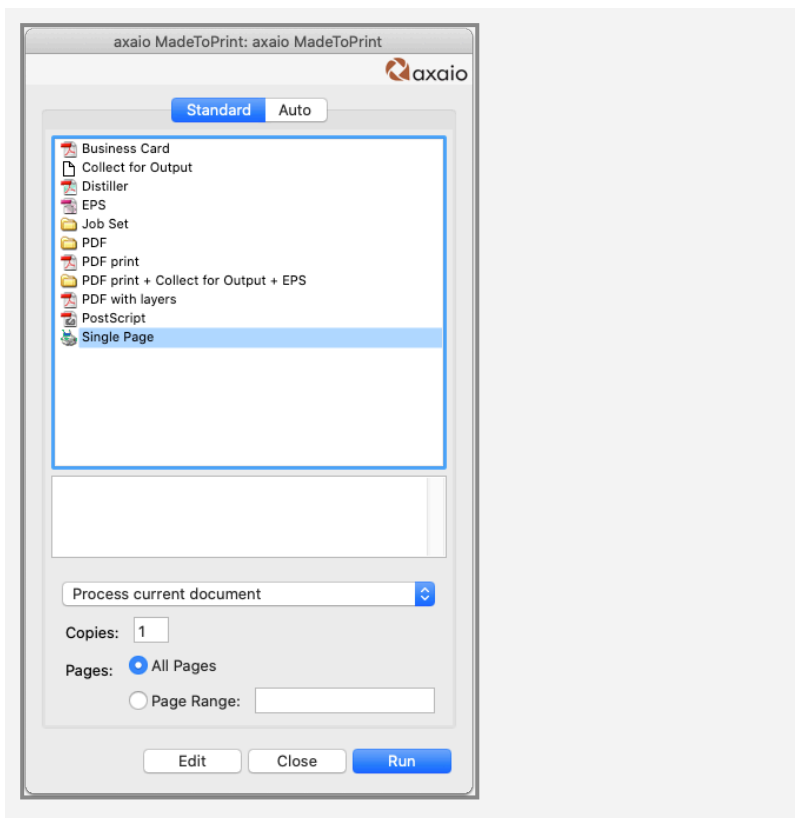 axaio MadeToPrint: axaio MadeToPrint
axaio
Standard Auto
Business Card
Collect for Output
Distiller
EPS
Job Set
PDF
PDF print
PDF print + Collect for Output + EPS
PDF with layers
PostScript
Single Page
Process current document
Copies: 1
Pages: All Pages
Page Range:
Edit Close Run